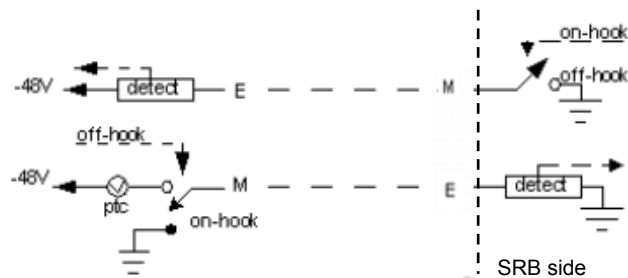 on-hook
-48V detect E M off-hook
off-hook
-48V ptc M E detect
on-hook
SRB side